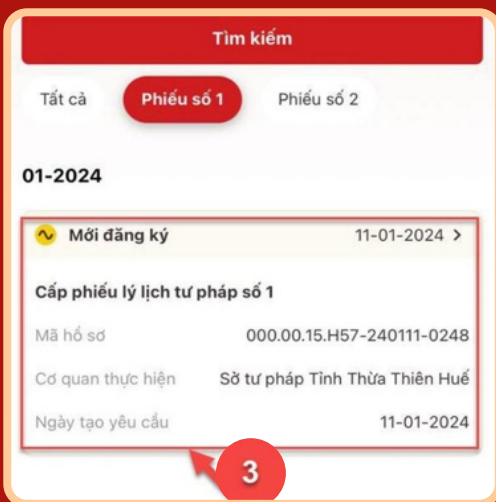 Tìm kiếm
Tất cả Phiếu số 1 Phiếu số 2
01-2024
Mới đăng ký 11-01-2024 >
Cấp phiếu lý lịch tư pháp số 1
Mã hồ sơ 000.00.15.H57-240111-0248
Cơ quan thực hiện Sở tư pháp Tỉnh Thừa Thiên Huế
Ngày tạo yêu cầu 11-01-2024
3